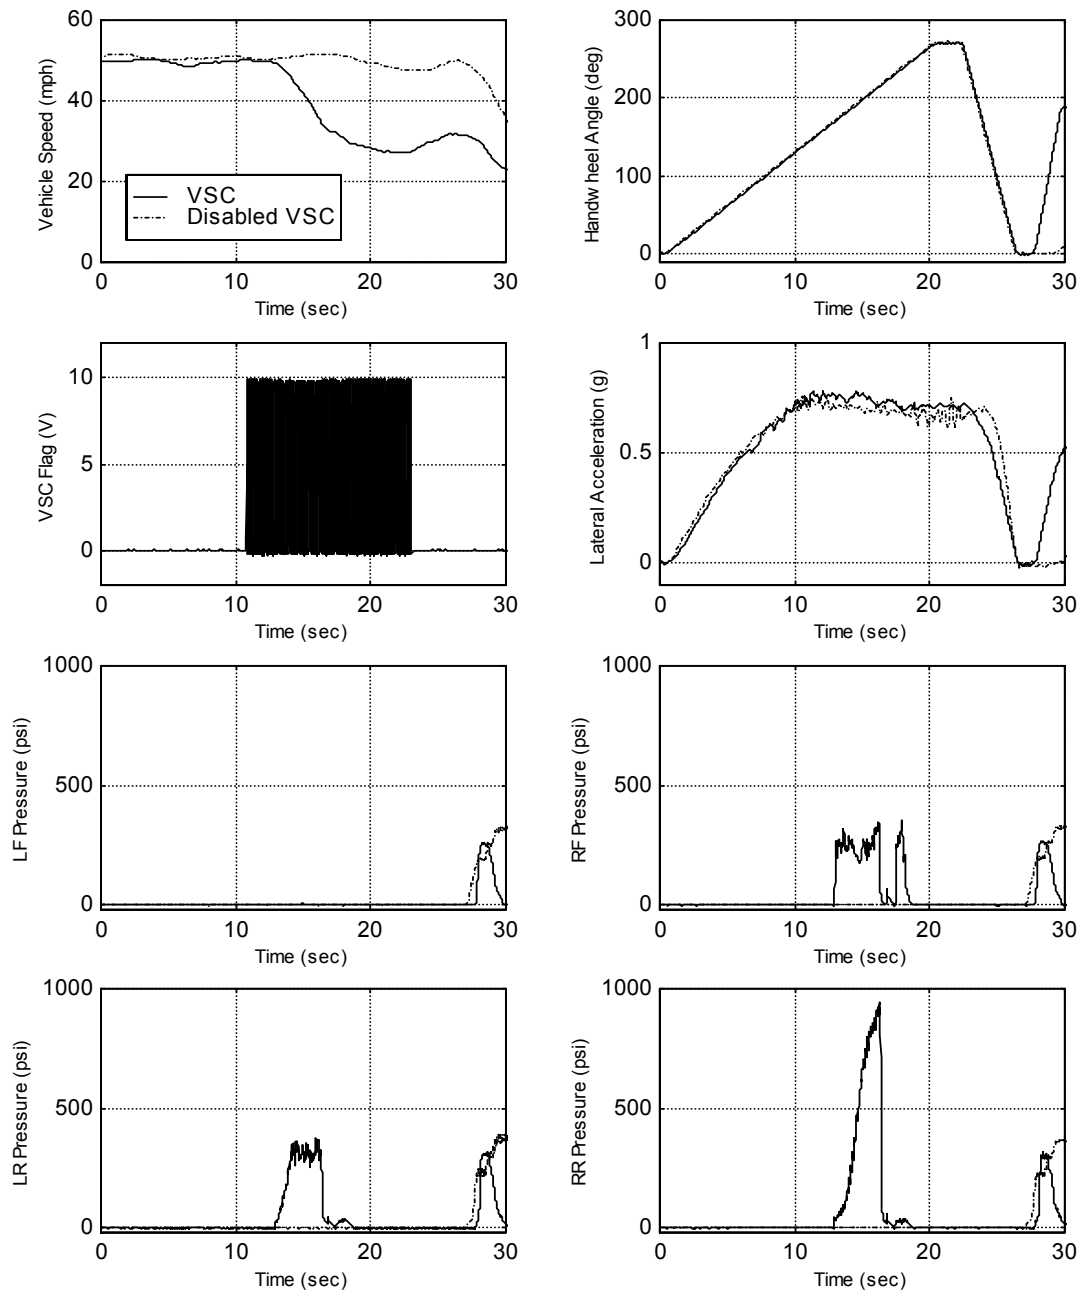 60
40
20
0
0 10 20 30
Vehicle Speed (mph)
Time (sec)
VSC
Disabled VSC
300
200
100
0
0 10 20 30
Handw heel Angle (deg)
Time (sec)
10
5
0
0 10 20 30
VSC Flag (V)
Time (sec)
1
0.5
0
0 10 20 30
Lateral Acceleration (g)
Time (sec)
1000
500
0
0 10 20 30
LF Pressure (psi)
Time (sec)
1000
500
0
0 10 20 30
RF Pressure (psi)
Time (sec)
1000
500
0
0 10 20 30
LR Pressure (psi)
Time (sec)
1000
500
0
0 10 20 30
RR Pressure (psi)
Time (sec)